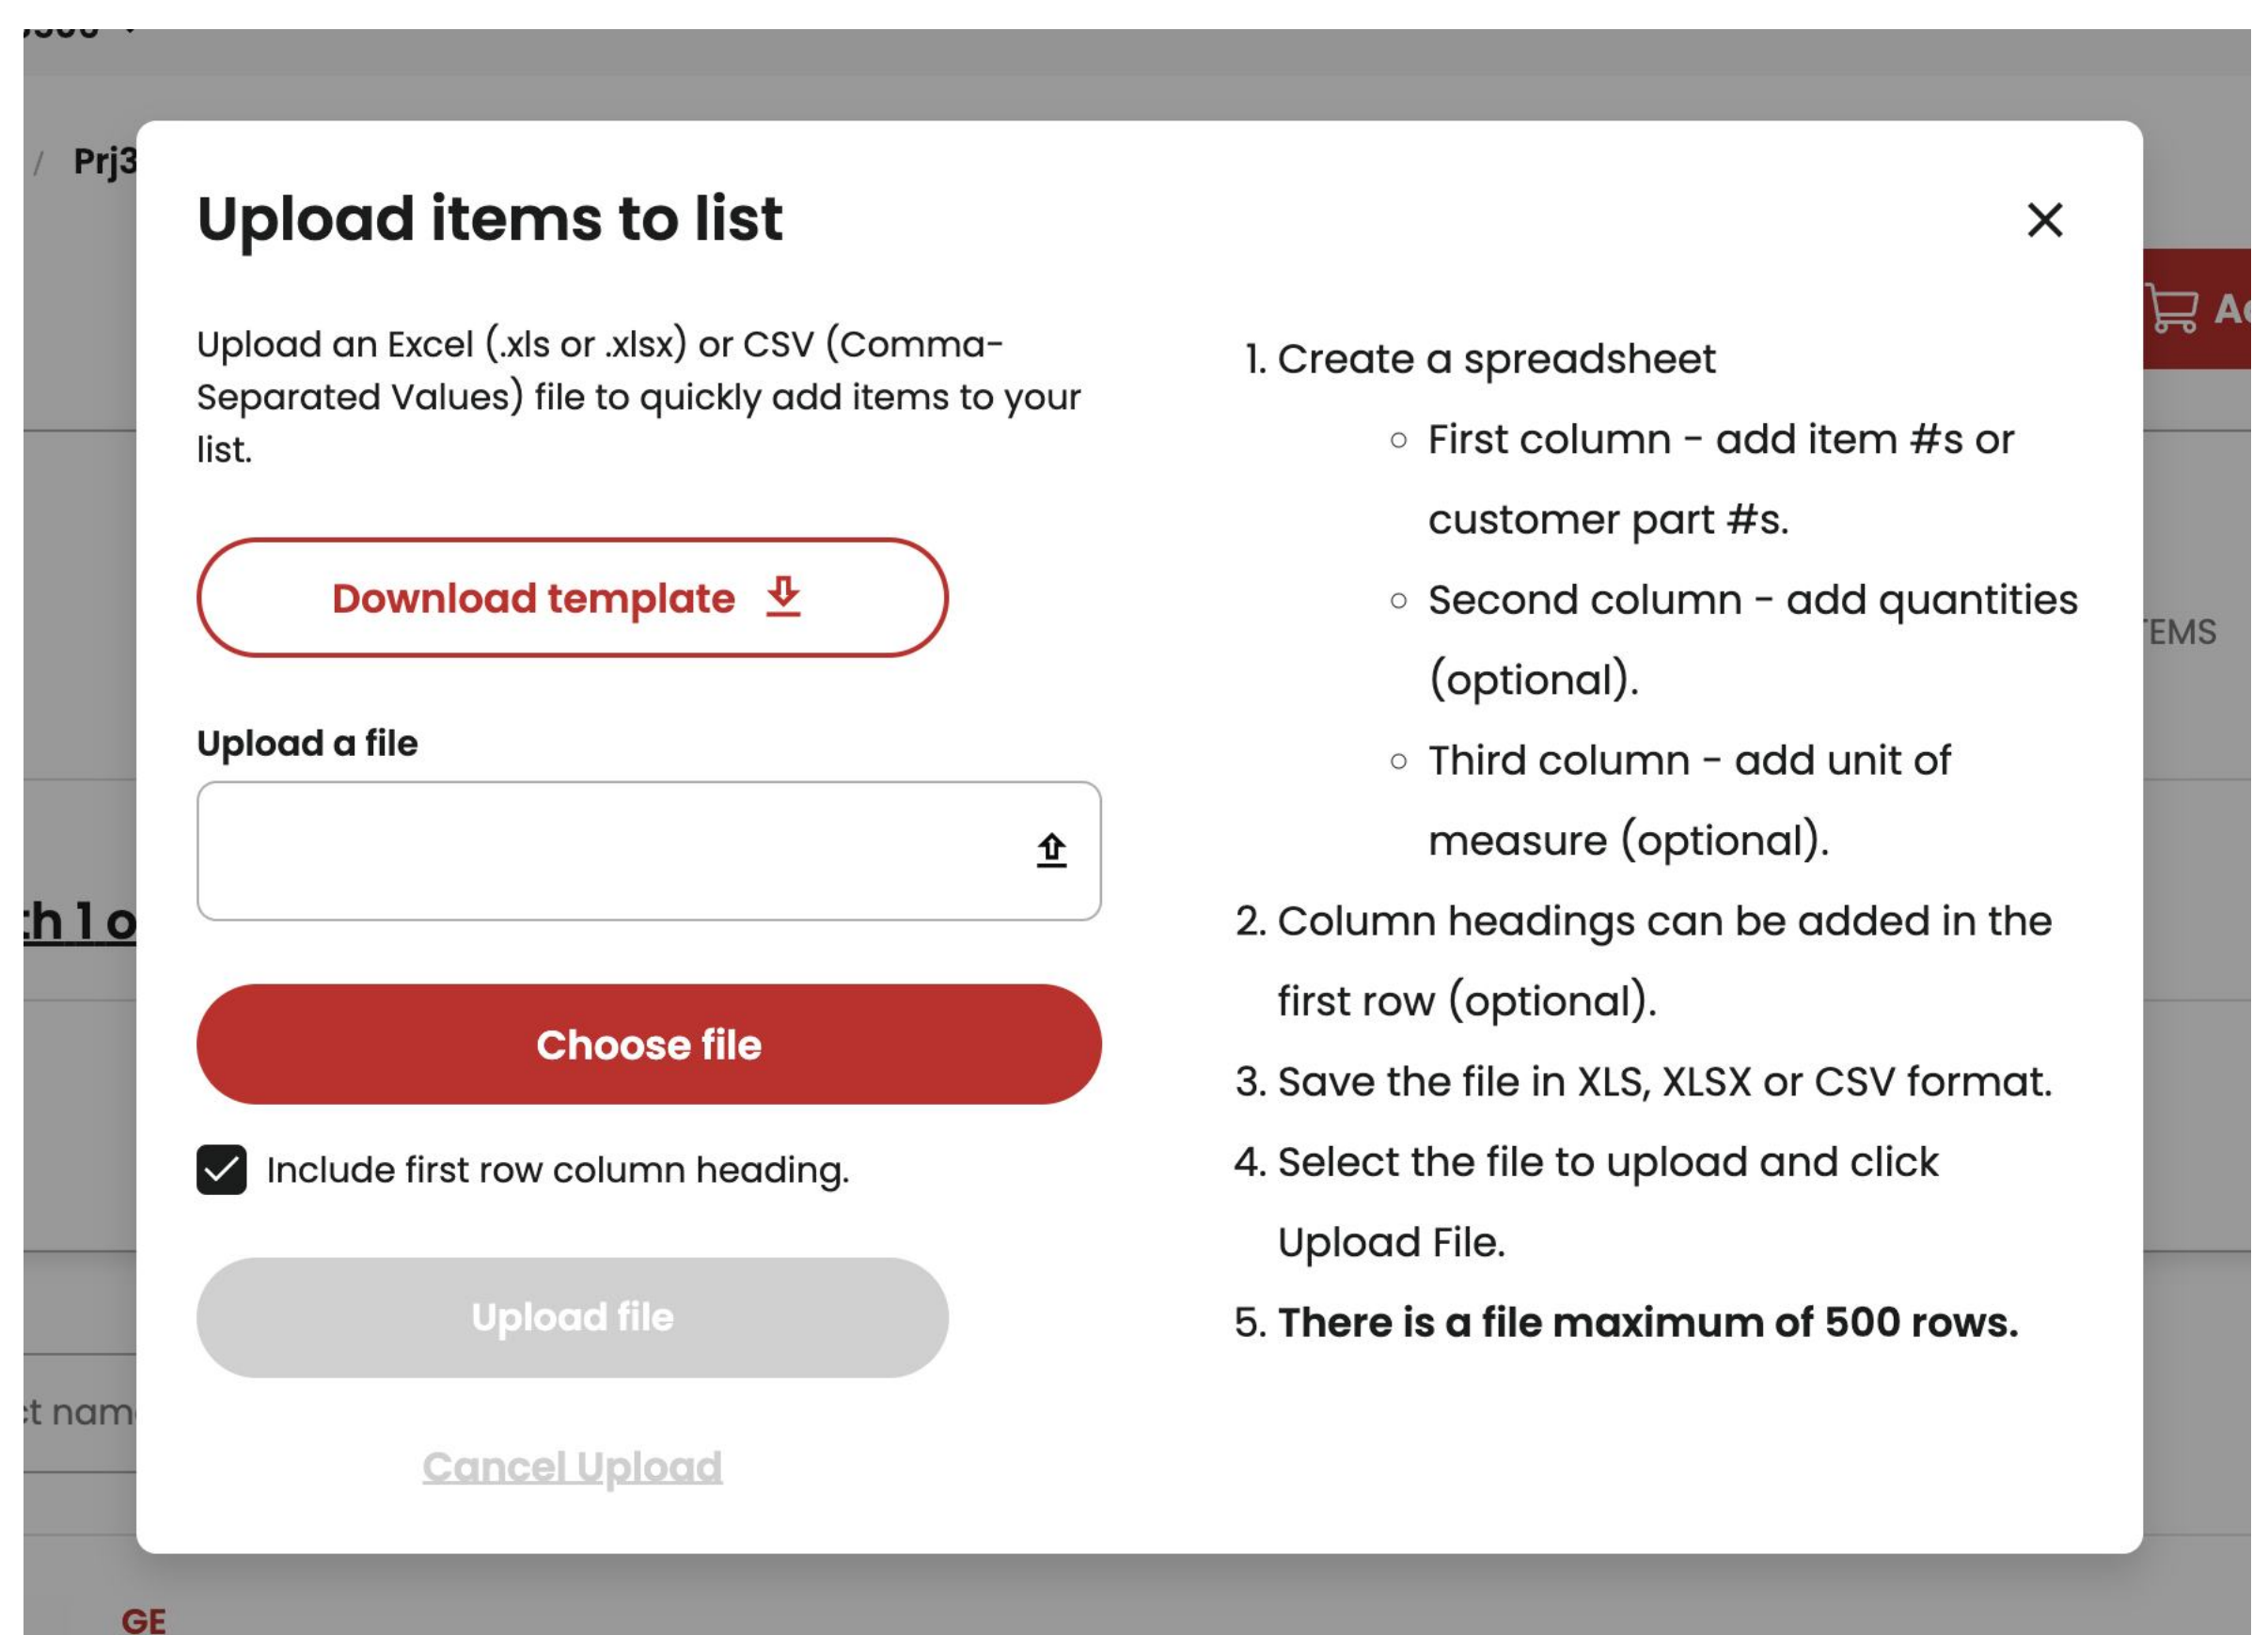 / Prj3
Upload items to list
Upload an Excel (.xls or .xlsx) or CSV (Comma-
Separated Values) file to quickly add items to your
list.
Download template
Upload a file
Choose file
Include first row column heading.
Upload file
Cancel Upload
1. Create a spreadsheet
First column - add item #s or
customer part #s.
Second column - add quantities
(optional).
Third column - add unit of
measure (optional).
2. Column headings can be added in the
first row (optional).
3. Save the file in XLS, XLSX or CSV format.
4. Select the file to upload and click
Upload File.
5. There is a file maximum of 500 rows.
EMS
th 1 o
ct nam
GE